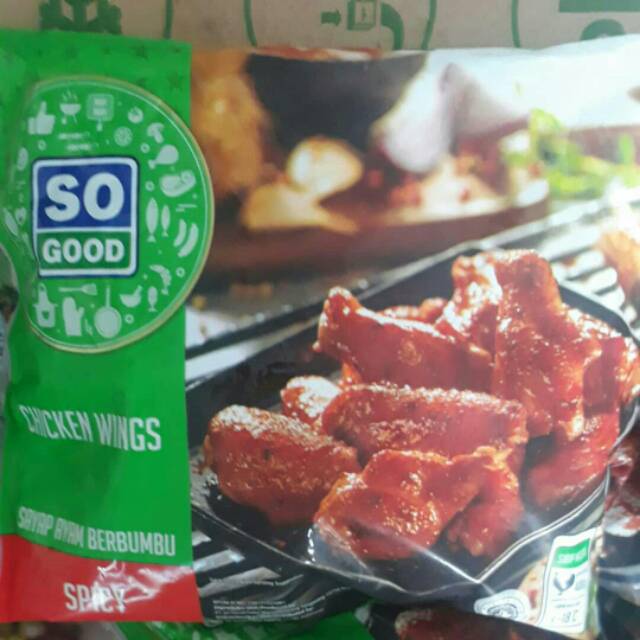 SO
GOOD
CHICKEN WINGS
SAYAP AYAM BERBUMBU
SPICY